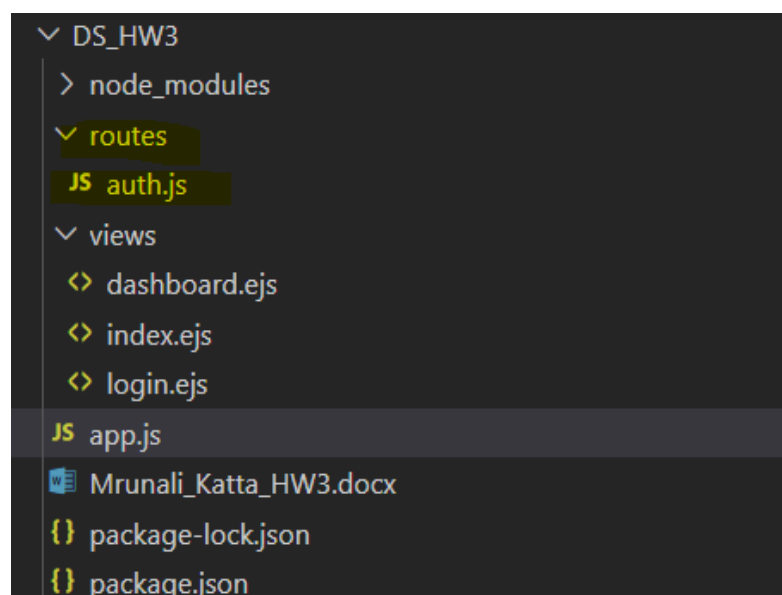 DS_HW3
node_modules
routes
JS auth.js
views
<> dashboard.ejs
<> index.ejs
<> login.ejs
JS app.js
Mrunali_Katta_HW3.docx
{} package-lock.json
{} package.json